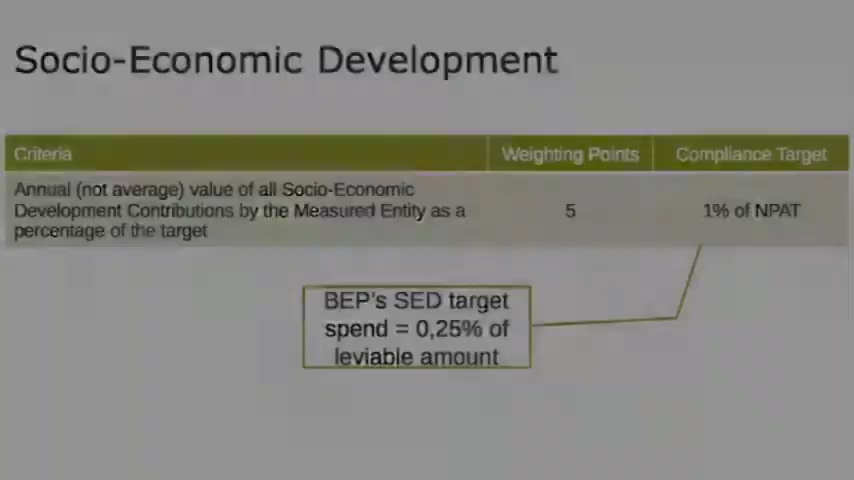 Socio-Economic Development
Criteria Weighting Points Compliance Target
Annual (not average) value of all Socio-Economic
Development Contributions by the Measured Entity as a 5 1% of NPAT
percentage of the target
BEP's SED target
spend = 0,25% of
leviable amount